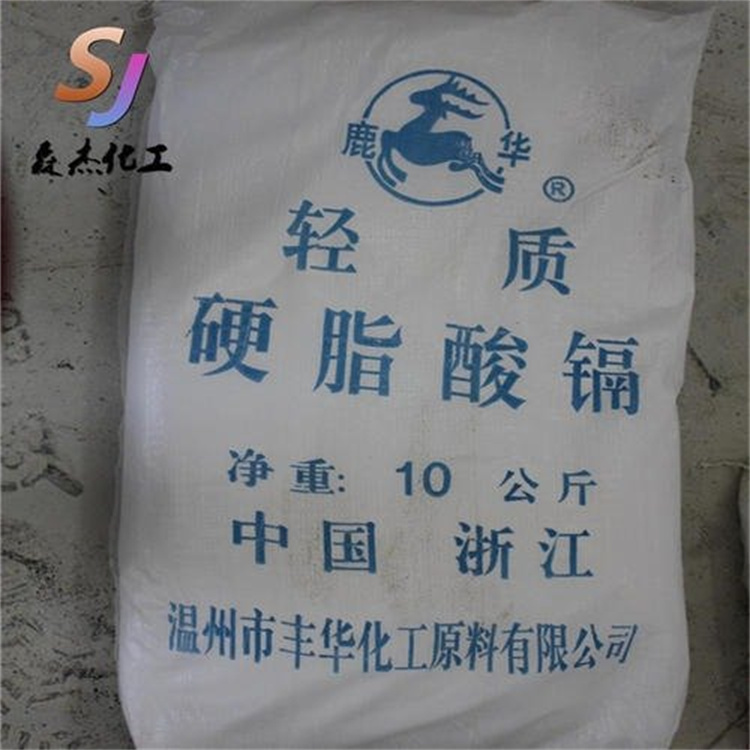 SJ
森杰化工
鹿 华
®
轻 质
硬脂酸镉
净重: 10 公斤
中国 浙江
温州市丰华化工原料有限公司